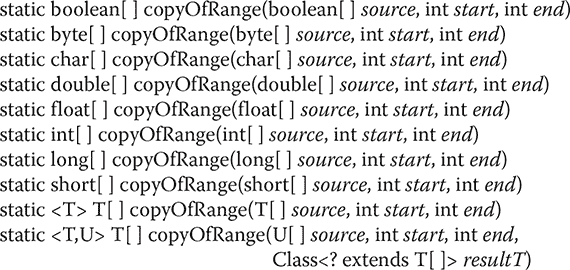 static boolean[ ] copyOfRange(boolean[ ] source, int start, int end)
static byte[ ] copyOfRange(byte[ ] source, int start, int end)
static char[ ] copyOfRange(char[ ] source, int start, int end)
static double[ ] copyOfRange(double[ ] source, int start, int end)
static float[ ] copyOfRange(float[ ] source, int start, int end)
static int[ ] copyOfRange(int[ ] source, int start, int end)
static long[ ] copyOfRange(long[ ] source, int start, int end)
static short[ ] copyOfRange(short[ ] source, int start, int end)
static <T> T[ ] copyOfRange(T[ ] source, int start, int end)
static <T,U> T[ ] copyOfRange(U[ ] source, int start, int end,
Class<? extends T[ ]> resultT)